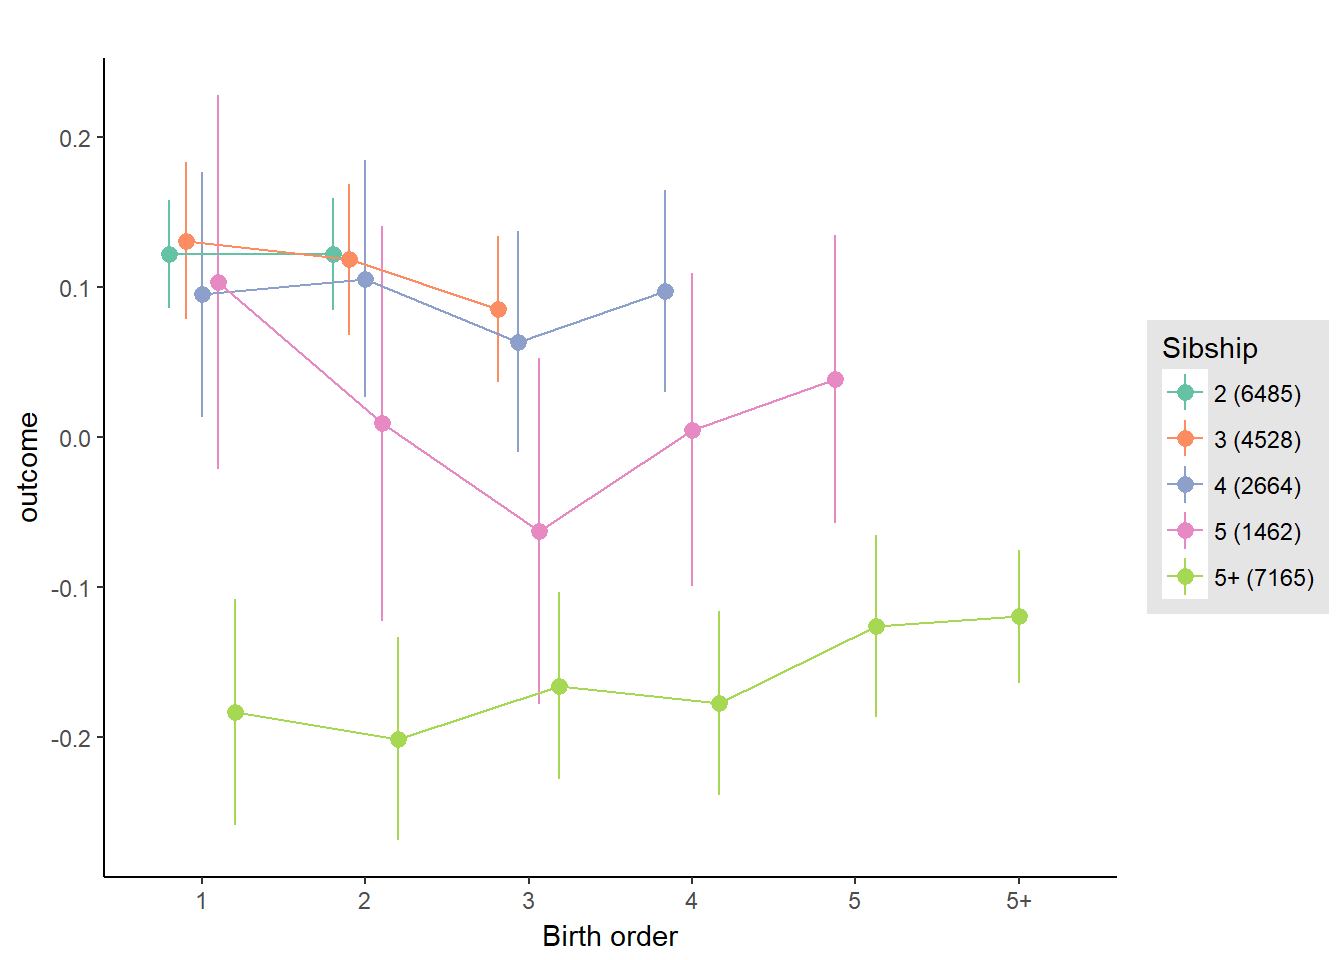 0.2
0.1
0.0
-0.1
-0.2
outcome
1 2 3 4 5 5+
Birth order
Sibship
2 (6485)
3 (4528)
4 (2664)
5 (1462)
5+ (7165)